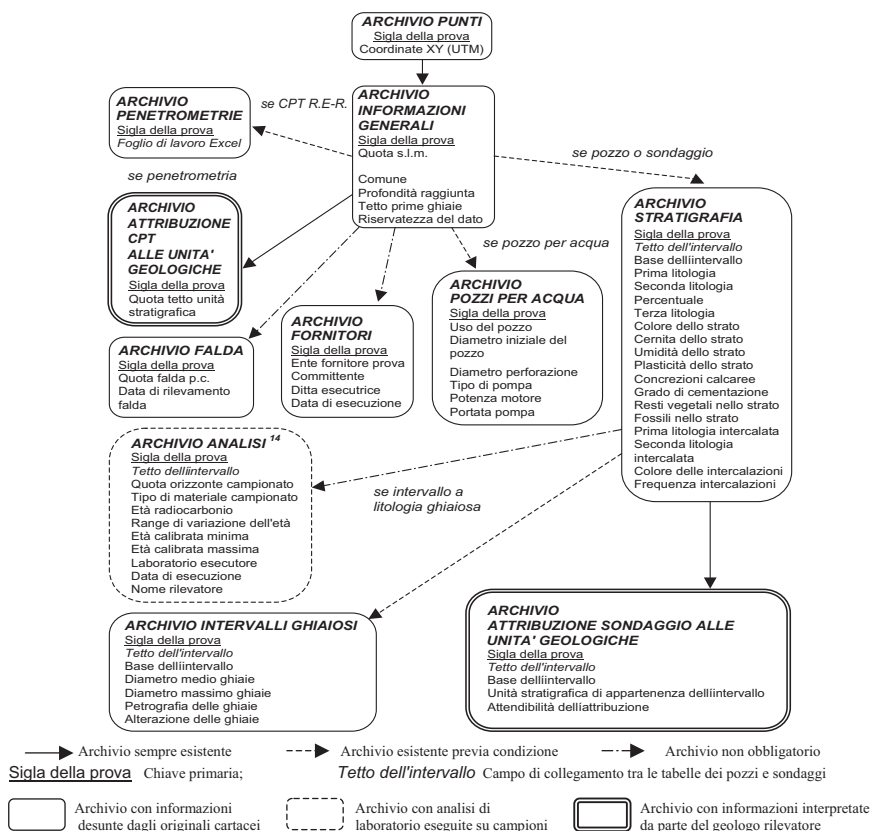 ARCHIVIO PUNTI
Sigla della prova
Coordinate XY (UTM)
ARCHIVIO
PENETROMETRIE
Sigla della prova
Foglio di lavoro Excel
se CPT R.E-R.
ARCHIVIO
INFORMAZIONI
GENERALI
Sigla della prova
Quota s.l.m.
Comune
Profondità raggiunta
Tetto prime ghiaie
Riservatezza del dato
se pozzo o sondaggio
se penetrometria
ARCHIVIO
ATTRIBUZIONE
CPT
ALLE UNITA'
GEOLOGICHE
Sigla della prova
Quota tetto unità
stratigrafica
se pozzo per acqua
ARCHIVIO
STRATIGRAFIA
Sigla della prova
Tetto dell'intervallo
Base dellíintervallo
Prima litologia
Seconda litologia
Percentuale
Terza litologia
Colore dello strato
Cernita dello strato
Umidità dello strato
Plasticità dello strato
Concrezioni calcaree
Grado di cementazione
Resti vegetali nello strato
Fossili nello strato
Prima litologia intercalata
Seconda litologia
intercalata
Colore delle intercalazioni
Frequenza intercalazioni
ARCHIVIO
POZZI PER ACQUA
Sigla della prova
Uso del pozzo
Diametro iniziale del
pozzo
Diametro perforazione
Tipo di pompa
Potenza motore
Portata pompa
ARCHIVIO
FORNITORI
Sigla della prova
Ente fornitore prova
Committente
Ditta esecutrice
Data di esecuzione
ARCHIVIO FALDA
Sigla della prova
Quota falda p.c.
Data di rilevamento
falda
ARCHIVIO ANALISI 14
Sigla della prova
Tetto dellíintervallo
Quota orizzonte campionato
Tipo di materiale campionato
Età radiocarbonio
Range di variazione dell'età
Età calibrata minima
Età calibrata massima
Laboratorio esecutore
Data di esecuzione
Nome rilevatore
se intervallo a
litologia ghiaiosa
ARCHIVIO INTERVALLI GHIAIOSI
Sigla della prova
Tetto dell'intervallo
Base dellíintervallo
Diametro medio ghiaie
Diametro massimo ghiaie
Petrografia delle ghiaie
Alterazione delle ghiaie
ARCHIVIO
ATTRIBUZIONE SONDAGGIO ALLE
UNITA' GEOLOGICHE
Sigla della prova
Tetto dell'intervallo
Base dellíintervallo
Unità stratigrafica di appartenenza dellíintervallo
Attendibilità dellíattribuzione
Archivio sempre esistente
Archivio esistente previa condizione
Archivio non obbligatorio
Sigla della prova Chiave primaria;
Tetto dell'intervallo Campo di collegamento tra le tabelle dei pozzi e sondaggi
Archivio con informazioni
desunte dagli originali cartacei
Archivio con analisi di
laboratorio eseguite su campioni
Archivio con informazioni interpretate
da parte del geologo rilevatore